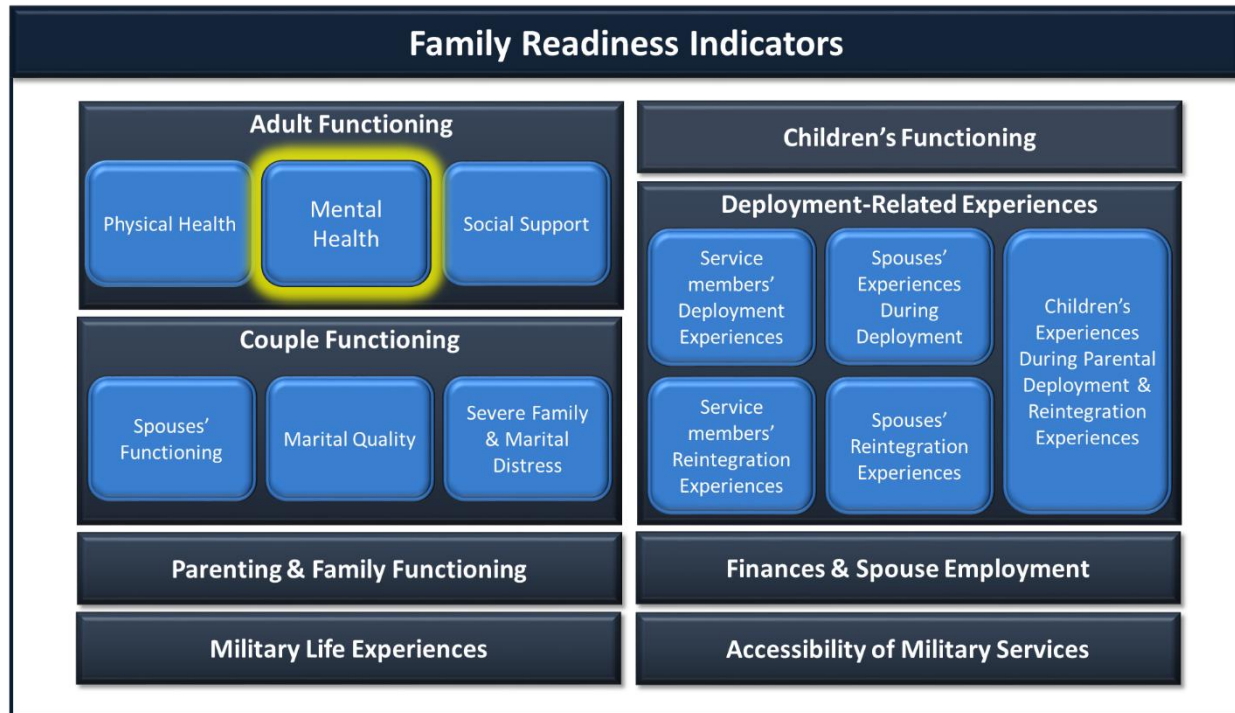 Family Readiness Indicators
Adult Functioning
Physical Health
Mental
Health
Social Support
Couple Functioning
Spouses’
Functioning
Marital Quality
Severe Family
& Marital
Distress
Parenting & Family Functioning
Military Life Experiences
Children’s Functioning
Deployment-Related Experiences
Service
members’
Deployment
Experiences
Spouses’
Experiences
During
Deployment
Service
members’
Reintegration
Experiences
Spouses’
Reintegration
Experiences
Children’s
Experiences
During Parental
Deployment &
Reintegration
Experiences
Finances & Spouse Employment
Accessibility of Military Services